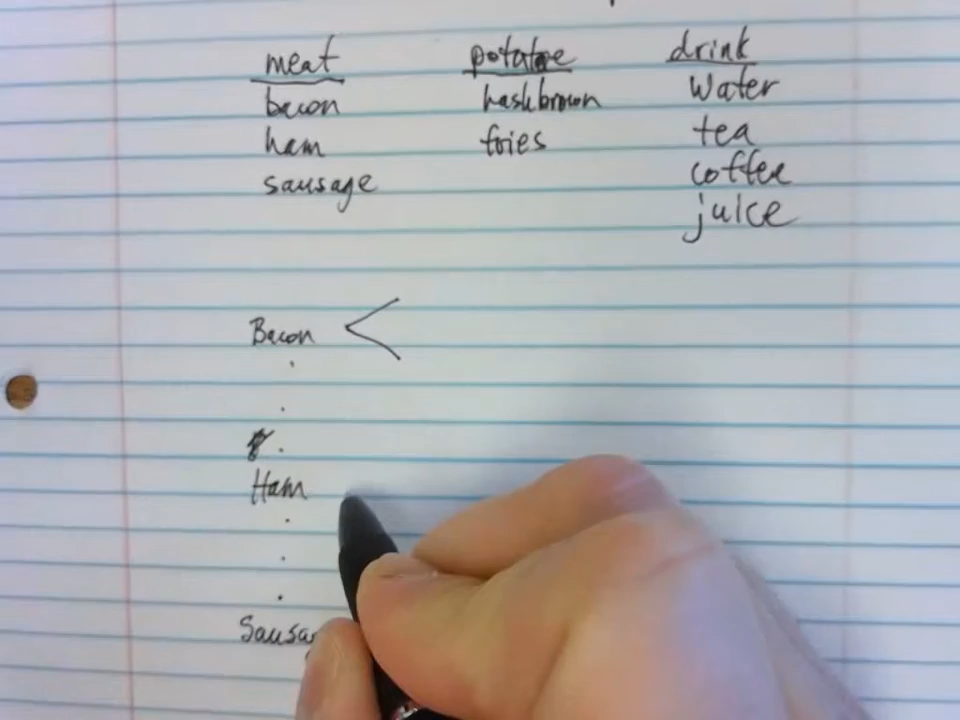 meat potatoe drink
bacon hashbrown Water
ham fries tea
sausage coffee
juice
Bacon
Ham